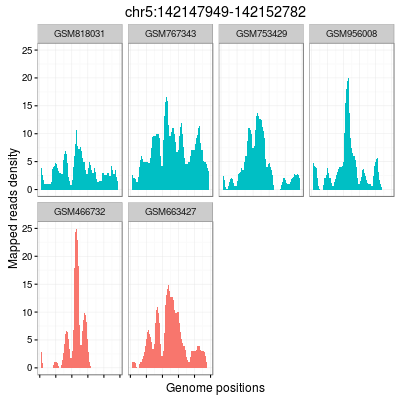 chr5:142147949-142152782
GSM818031 GSM767343 GSM753429 GSM956008
25
20
15
10
5
0
GSM466732 GSM663427
25
20
15
10
5
0
Mapped reads density
Genome positions